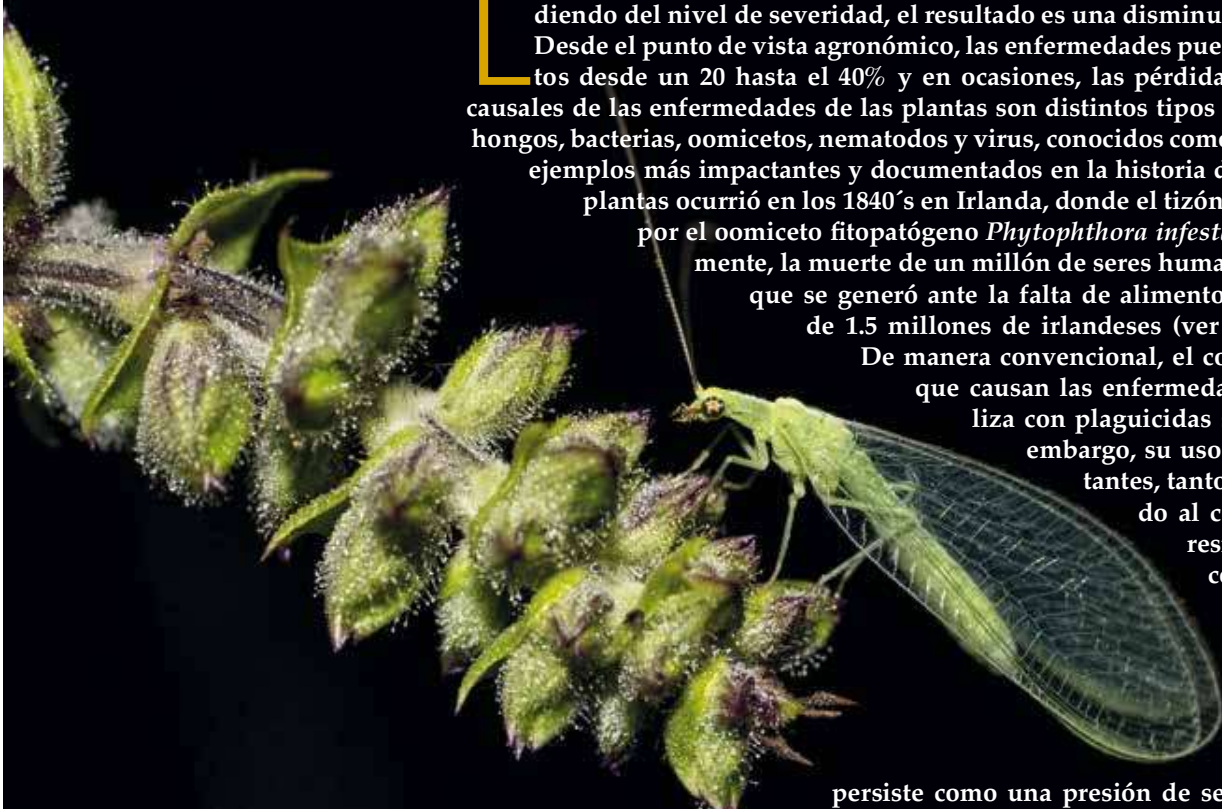 L
diendo del nivel de severidad, el resultado es una disminu
Desde el punto de vista agronómico, las enfermedades pue
tos desde un 20 hasta el 40% y en ocasiones, las pérdida
causales de las enfermedades de las plantas son distintos tipos
hongos, bacterias, oomicetos, nematodos y virus, conocidos como
ejemplos más impactantes y documentados en la historia d
plantas ocurrió en los 1840´s en Irlanda, donde el tizón
por el oomiceto fitopatógeno Phytophthora infesta
mente, la muerte de un millón de seres huma
que se generó ante la falta de alimento
de 1.5 millones de irlandeses (ver
De manera convencional, el co
que causan las enfermeda
liza con plaguicidas
embargo, su uso
tantes, tanto
do al c
res
co
persiste como una presión de se